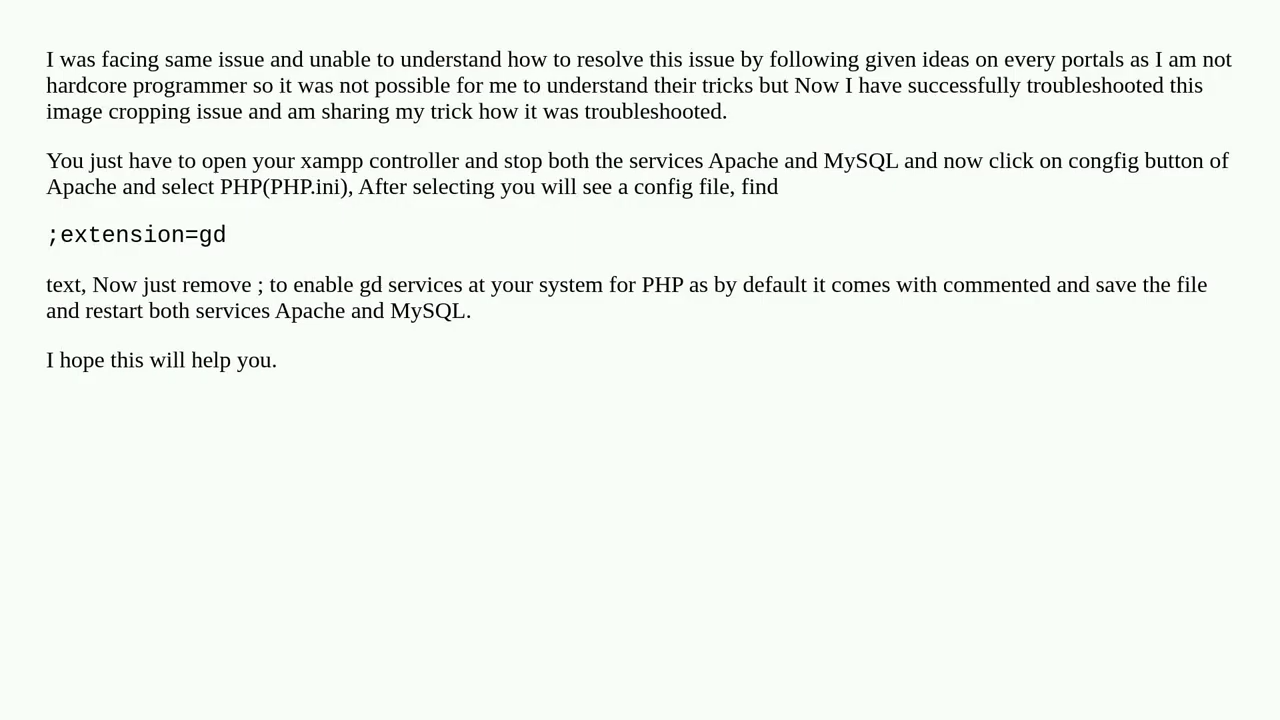 I was facing same issue and unable to understand how to resolve this issue by following given ideas on every portals as I am not
hardcore programmer so it was not possible for me to understand their tricks but Now I have successfully troubleshooted this
image cropping issue and am sharing my trick how it was troubleshooted.
You just have to open your xampp controller and stop both the services Apache and MySQL and now click on congfig button of
Apache and select PHP(PHP.ini), After selecting you will see a config file, find
;extension=gd
text, Now just remove ; to enable gd services at your system for PHP as by default it comes with commented and save the file
and restart both services Apache and MySQL.
I hope this will help you.